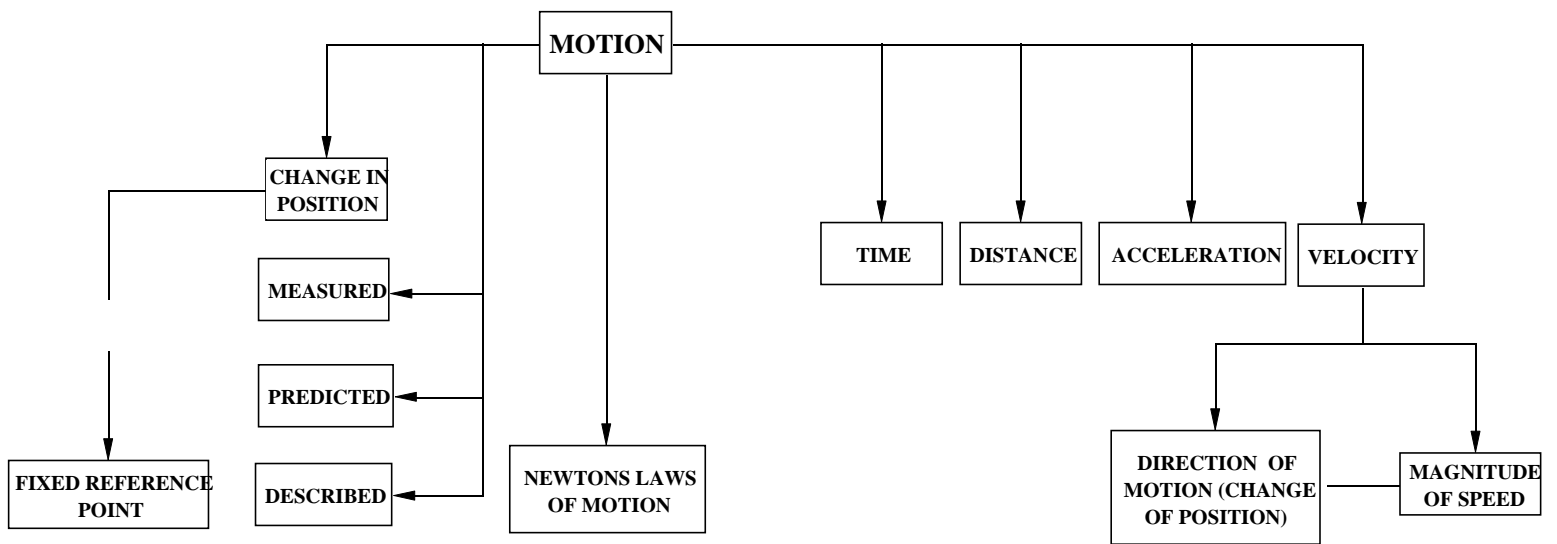 MOTION
CHANGE IN
POSITION
MEASURED
PREDICTED
DESCRIBED
FIXED REFERENCE
POINT
NEWTONS LAWS
OF MOTION
TIME
DISTANCE
ACCELERATION
VELOCITY
DIRECTION OF
MOTION (CHANGE
OF POSITION)
MAGNITUDE
OF SPEED